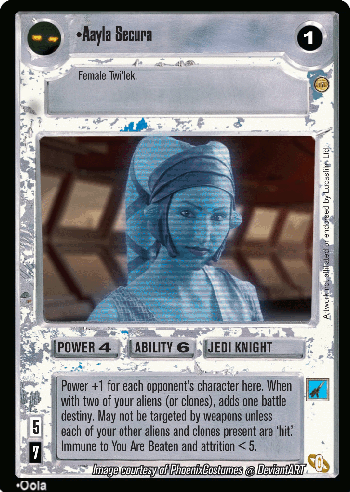 •Aayla Secura
1
Female Twi'lek
POWER 4
ABILITY 6
JEDI KNIGHT
Power +1 for each opponent's character here. When
with two of your aliens (or clones), adds one battle
destiny. May not be targeted by weapons unless
each of your other aliens and clones present are 'hit.'
Immune to You Are Beaten and attrition < 5.
5
7
Image courtesy of PhoenixCostumes @ DeviantART
•Oola